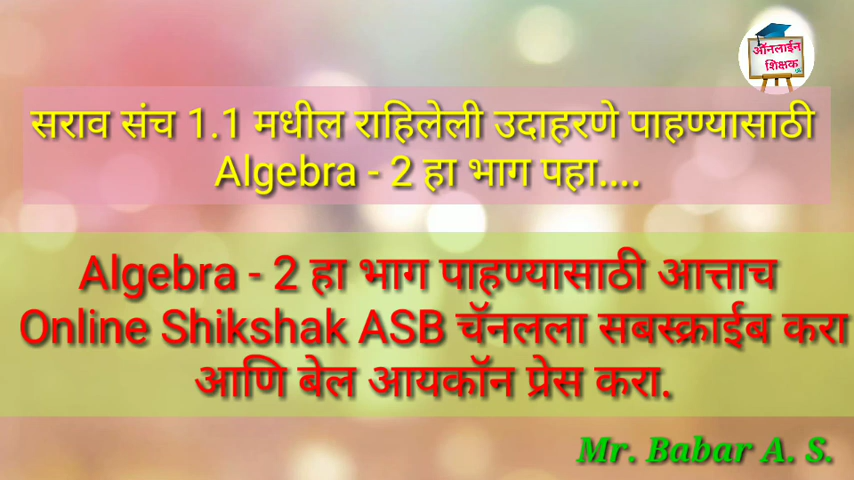 ऑनलाईन
शिक्षक
सराव संच 1.1 मधील राहिलेली उदाहरणे पाहण्यासाठी
Algebra - 2 हा भाग पहा....
Algebra - 2 हा भाग पाहण्यासाठी आत्ताच
Online Shikshak ASB चॅनलला सबस्क्राईब करा
आणि बेल आयकॉन प्रेस करा.
Mr. Babar A. S.